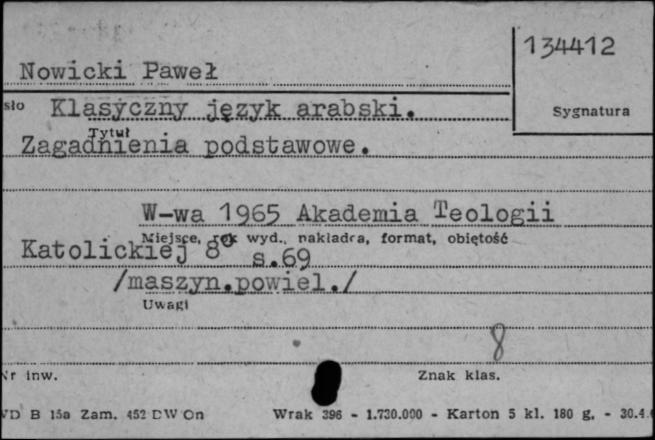 134412
Nowicki Paweł
sło Klasyczny język arabski.
Sygnatura
Tytuł
Zagadnienia podstawowe.
W-wa 1965 Akademia Teologii
Miejsce, rok wyd., nakładca, format, objętość
Katolickiej 8° s.69
/maszyn.powiel./
Uwagi
8
Nr inw.
Znak klas.
WD B 15a Zam. 452 DW On Wrak 396 - 1.730.000 - Karton 5 kl. 180 g. - 30.4.